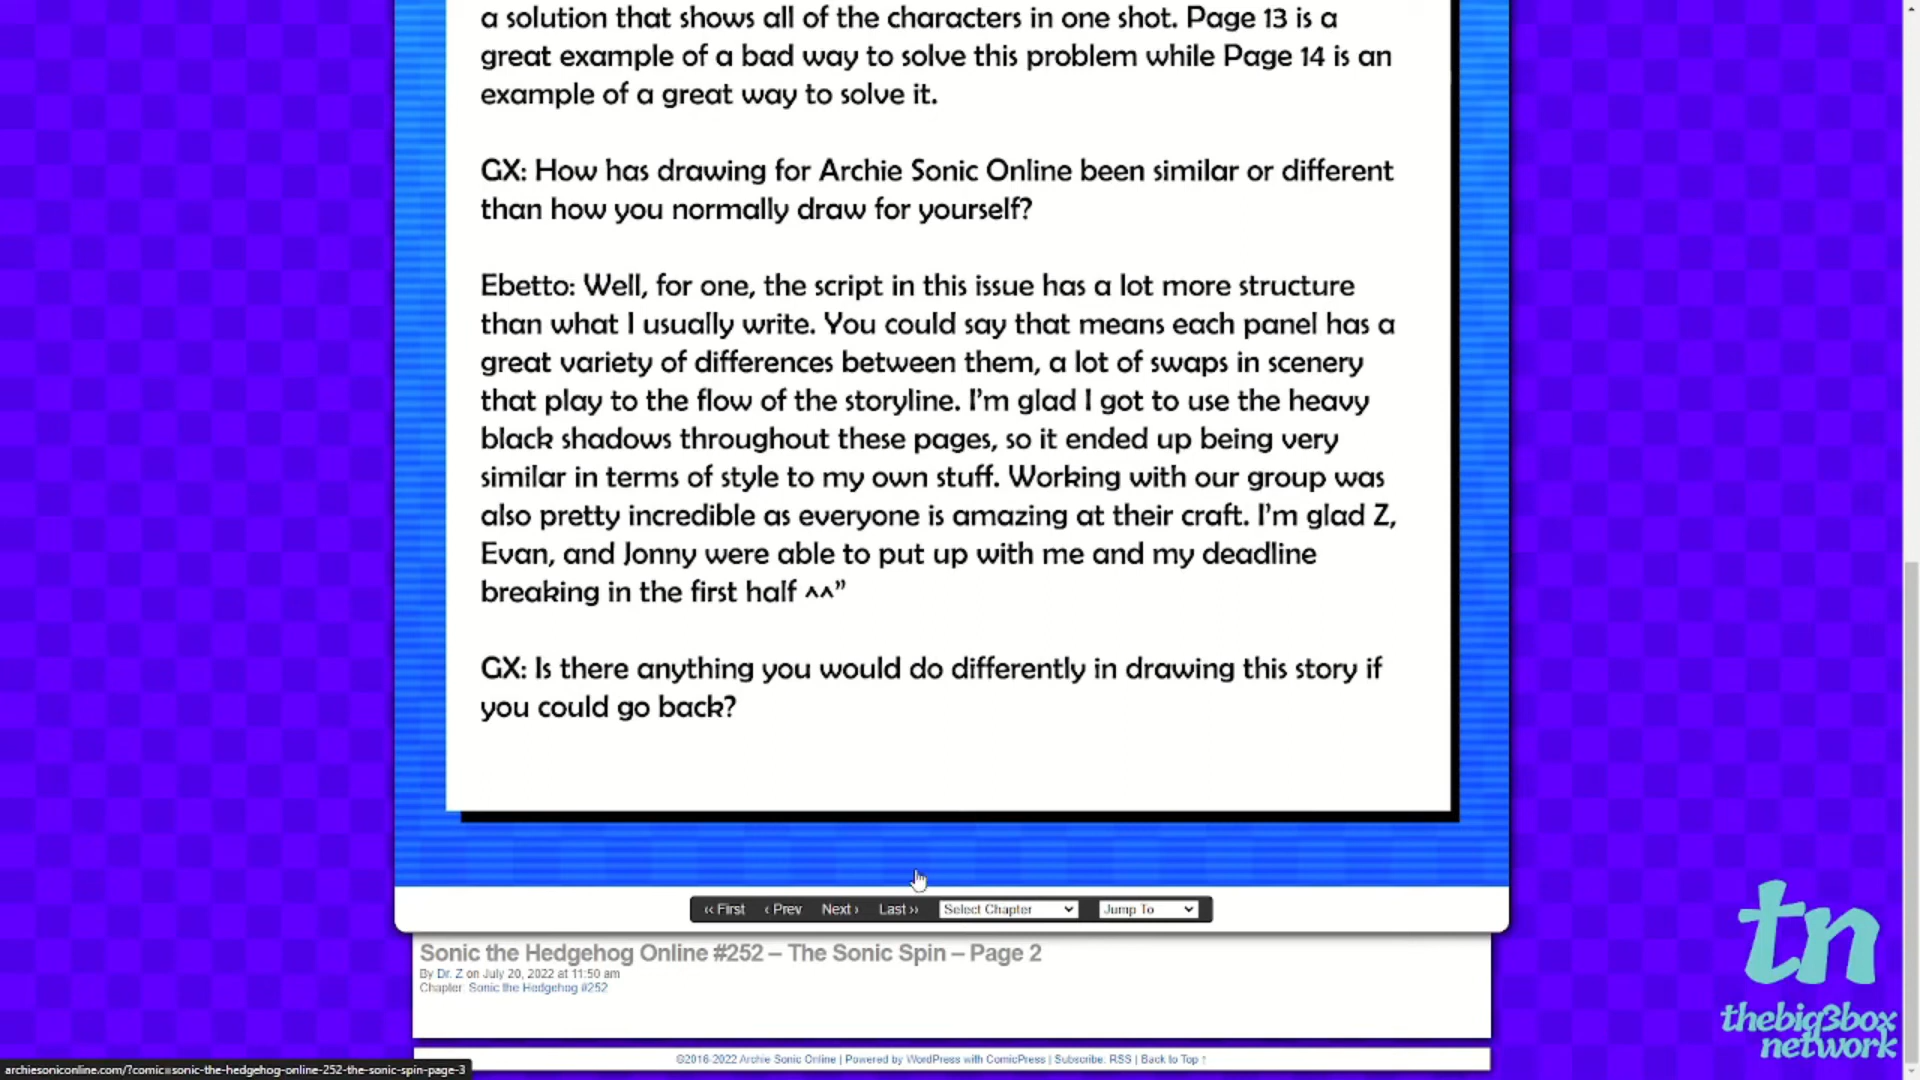 a solution that shows all of the characters in one shot. Page 13 is a
great example of a bad way to solve this problem while Page 14 is an
example of a great way to solve it.
GX: How has drawing for Archie Sonic Online been similar or different
than how you normally draw for yourself?
Ebetto: Well, for one, the script in this issue has a lot more structure
than what I usually write. You could say that means each panel has a
great variety of differences between them, a lot of swaps in scenery
that play to the flow of the storyline. I'm glad I got to use the heavy
black shadows throughout these pages, so it ended up being very
similar in terms of style to my own stuff. Working with our group was
also pretty incredible as everyone is amazing at their craft. I'm glad Z,
Evan, and Jonny were able to put up with me and my deadline
breaking in the first half ^^”
GX: Is there anything you would do differently in drawing this story if
you could go back?
‹‹ First ‹ Prev Next › Last ›› Select Chapter Jump To
Sonic the Hedgehog Online #252 – The Sonic Spin – Page 2
By Dr. Z on July 20, 2022 at 11:50 am
Chapter: Sonic the Hedgehog #252
©2016-2022 Archie Sonic Online | Powered by WordPress with ComicPress | Subscribe: RSS | Back to Top ↑
archiesoniconline.com/?comic=sonic-the-hedgehog-online-252-the-sonic-spin-page-3
tn
thebig3box
network